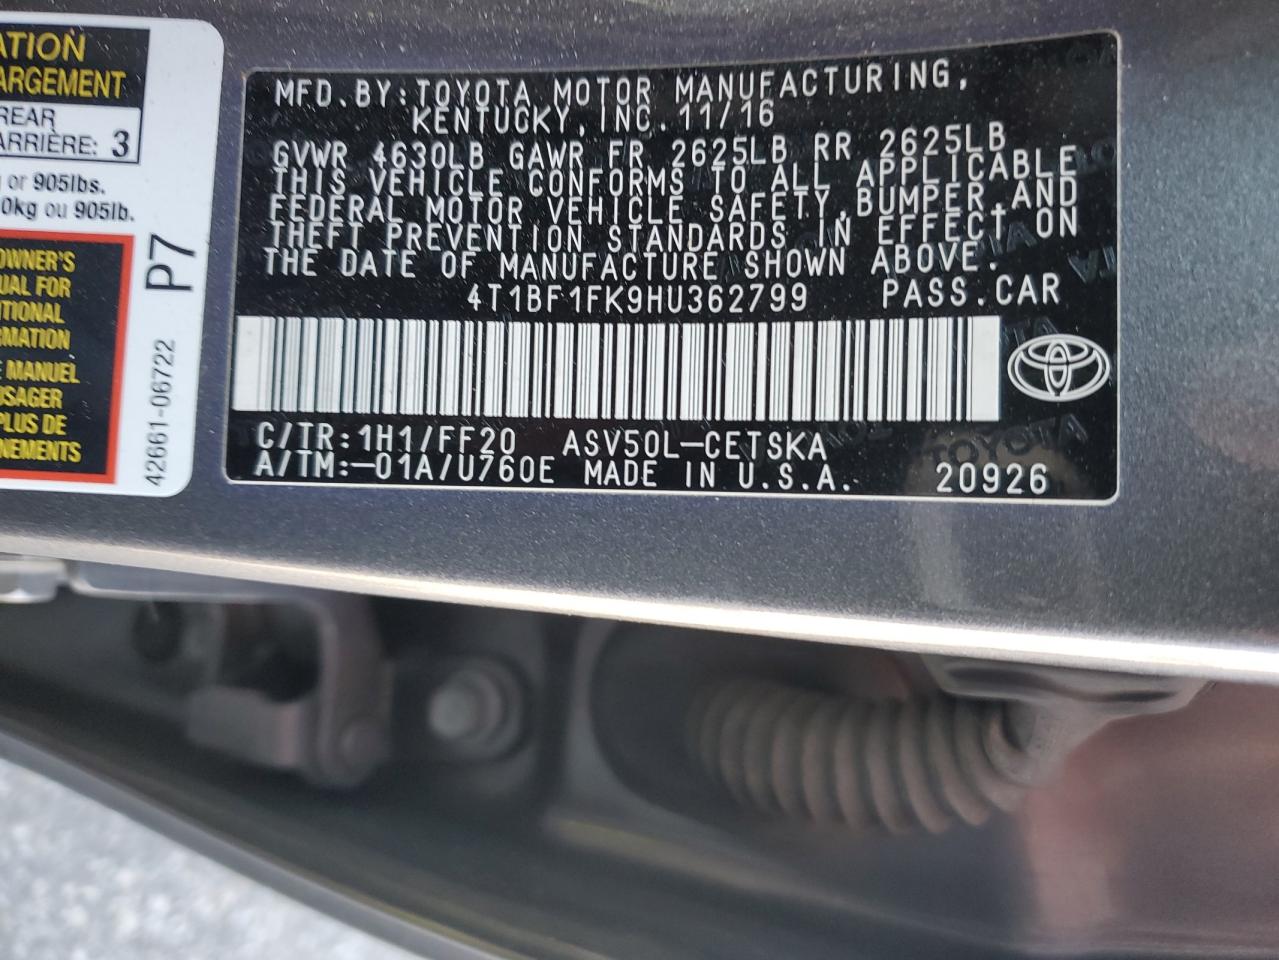 ATION
ARGEMENT
REAR
ARRIÈRE: 3
or 905lbs.
0kg ou 905lb.
OWNER'S
UAL FOR
ITIONAL
RMATION
E MANUEL
USAGER
PLUS DE
NEMENTS
P7
42661-06722
MFD.BY:TOYOTA MOTOR MANUFACTURING,
KENTUCKY,INC.11/16
GVWR 4630LB GAWR FR 2625LB RR 2625LB
THIS VEHICLE CONFORMS TO ALL APPLICABLE
FEDERAL MOTOR VEHICLE SAFETY,BUMPER,AND
THEFT PREVENTION STANDARDS IN EFFECT ON
THE DATE OF MANUFACTURE SHOWN ABOVE.
4T1BF1FK9HU362799 PASS.CAR
C/TR:1H1/FF20 ASV50L-CETSKA
A/TM:-01A/U760E MADE IN U.S.A. 20926
TOYOTA